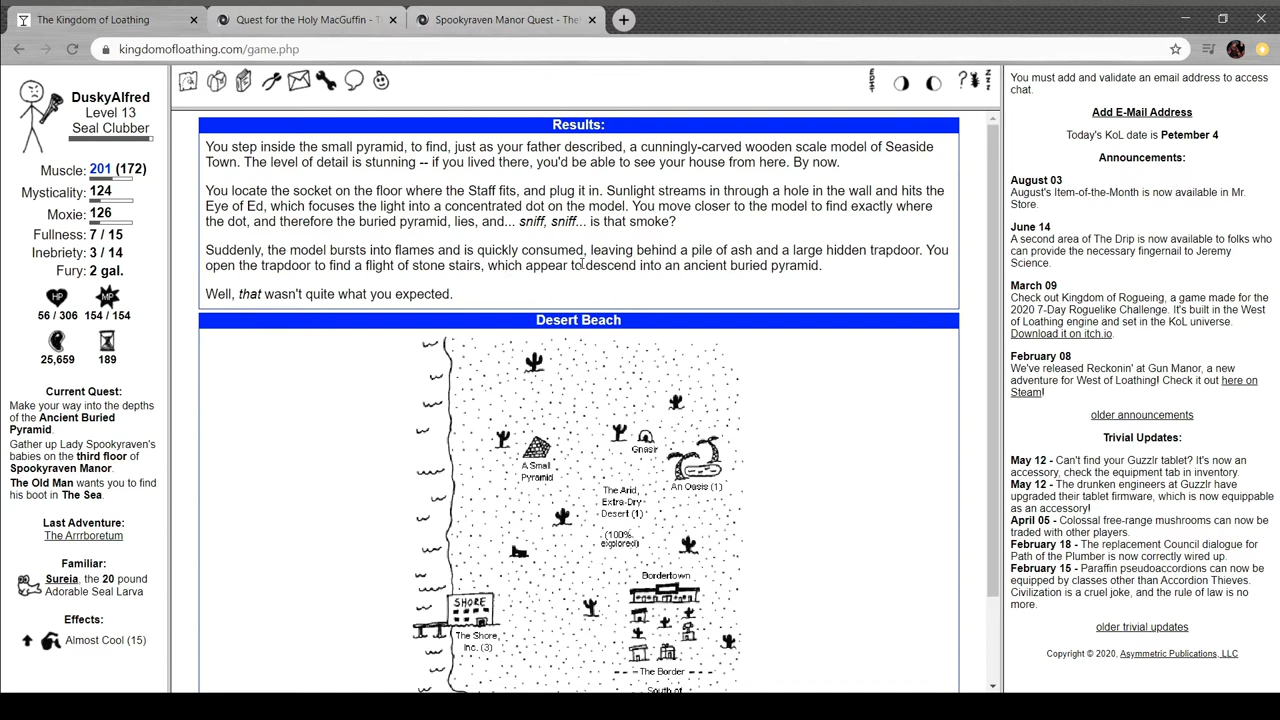 The Kingdom of Loathing
Quest for the Holy MacGuffin - T
Spookyraven Manor Quest - The
kingdomofloathing.com/game.php
DuskyAlfred
Level 13
Seal Clubber
Muscle: 201 (172)
Mysticality: 124
Moxie: 126
Fullness: 7 / 15
Inebriety: 3 / 14
Fury: 2 gal.
HP MP
56 / 306 154 / 154
25,659 189
Current Quest:
Make your way into the depths
of the Ancient Buried
Pyramid.
Gather up Lady Spookyraven's
babies on the third floor of
Spookyraven Manor.
The Old Man wants you to find
his boot in The Sea.
Last Adventure:
The Arrrboretum
Familiar:
Sureia, the 20 pound
Adorable Seal Larva
Effects:
Almost Cool (15)
Results:
You step inside the small pyramid, to find, just as your father described, a cunningly-carved wooden scale model of Seaside
Town. The level of detail is stunning -- if you lived there, you'd be able to see your house from here. By now.
You locate the socket on the floor where the Staff fits, and plug it in. Sunlight streams in through a hole in the wall and hits the
Eye of Ed, which focuses the light into a concentrated dot on the model. You move closer to the model to find exactly where
the dot, and therefore the buried pyramid, lies, and... sniff, sniff... is that smoke?
Suddenly, the model bursts into flames and is quickly consumed, leaving behind a pile of ash and a large hidden trapdoor. You
open the trapdoor to find a flight of stone stairs, which appear to descend into an ancient buried pyramid.
Well, that wasn't quite what you expected.
Desert Beach
A Small
Pyramid
Gnasir
An Oasis (1)
The Arid,
Extra-Dry
Desert (1)
(100%
explored)
Bordertown
SHORE
The Shore,
Inc. (3)
The Border
South of
You must add and validate an email address to access
chat.
Add E-Mail Address
Today's KoL date is Petember 4
Announcements:
August 03
August's Item-of-the-Month is now available in Mr.
Store.
June 14
A second area of The Drip is now available to folks who
can provide the necessary fingernail to Jeremy
Science.
March 09
Check out Kingdom of Rogueing, a game made for the
2020 7-Day Roguelike Challenge. It's built in the West
of Loathing engine and set in the KoL universe.
Download it on itch.io.
February 08
We've released Reckonin' at Gun Manor, a new
adventure for West of Loathing! Check it out here on
Steam!
older announcements
Trivial Updates:
May 12 - Can't find your Guzzlr tablet? It's now an
accessory, check the equipment tab in inventory.
May 12 - The drunken engineers at Guzzlr have
upgraded their tablet firmware, which is now equippable
as an accessory!
April 05 - Colossal free-range mushrooms can now be
traded with other players.
February 18 - The replacement Council dialogue for
Path of the Plumber is now correctly wired up.
February 15 - Paraffin pseudoaccordions can now be
equipped by classes other than Accordion Thieves.
Civilization is a cruel joke, and the rule of law is no
more.
older trivial updates
Copyright © 2020, Asymmetric Publications, LLC